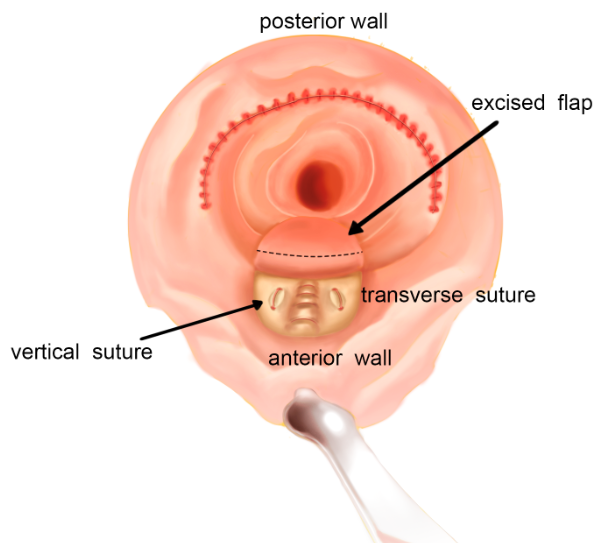 posterior wall
excised flap
transverse suture
vertical suture
anterior wall